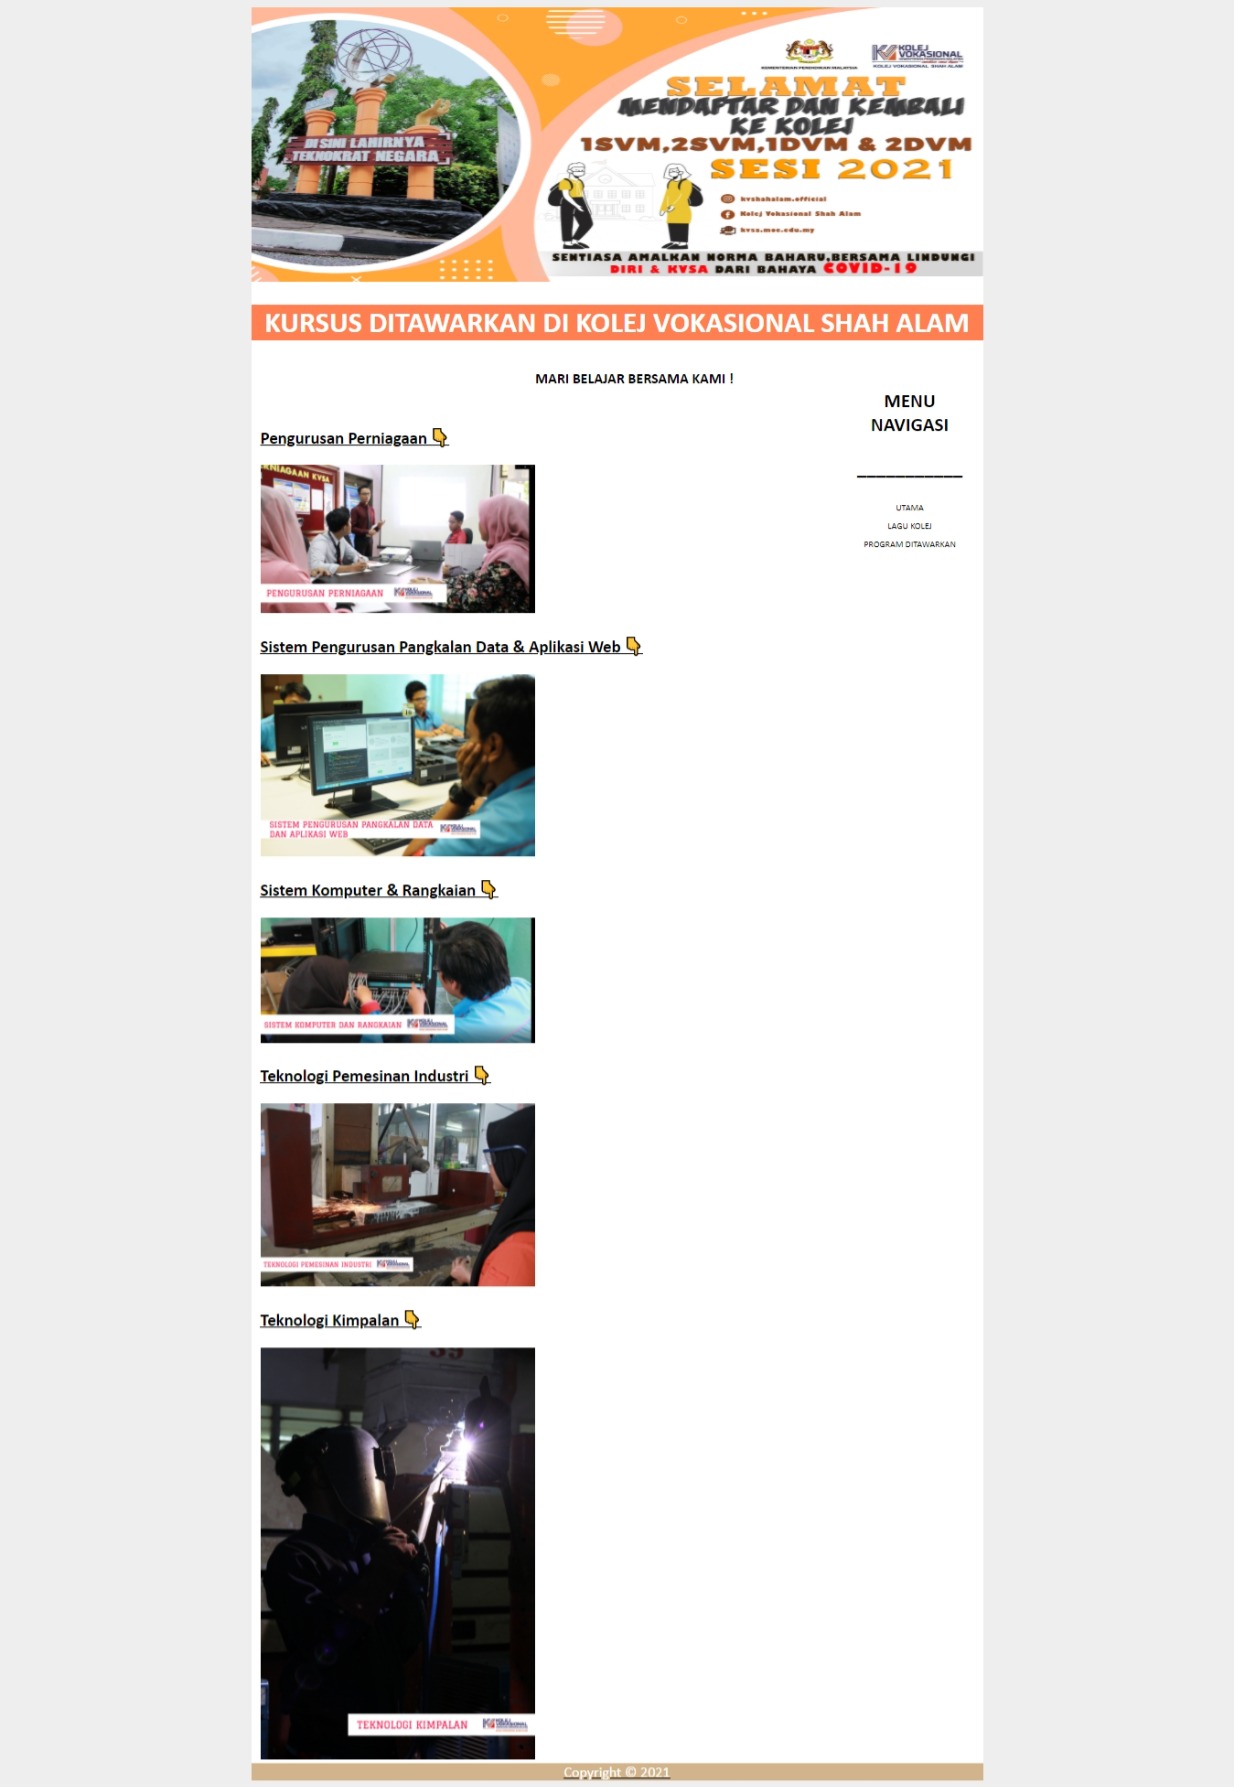 DI SINI LAHIRNYA
TEKNOKRAT NEGARA
KEMENTERIAN PENDIDIKAN MALAYSIA
KOLEJ
VOKASIONAL
KOLEJ VOKASIONAL SHAH ALAM
SELAMAT
MENDAFTAR DAN KEMBALI
KE KOLEJ
1SVM,2SVM,1DVM & 2DVM
SESI 2021
kvshahalam.official
Kolej Vokasional Shah Alam
kvsa.moe.edu.my
SENTIASA AMALKAN NORMA BAHARU,BERSAMA LINDUNGI
DIRI & KVSA DARI BAHAYA COVID-19
KURSUS DITAWARKAN DI KOLEJ VOKASIONAL SHAH ALAM
MARI BELAJAR BERSAMA KAMI !
MENU
NAVIGASI
____________
UTAMA
LAGU KOLEJ
PROGRAM DITAWARKAN
Pengurusan Perniagaan 👇
RNIAGAAN KVSA
PENGURUSAN PERNIAGAAN
Sistem Pengurusan Pangkalan Data & Aplikasi Web 👇
SISTEM PENGURUSAN PANGKALAN DATA
DAN APLIKASI WEB
Sistem Komputer & Rangkaian 👇
SISTEM KOMPUTER DAN RANGKAIAN
Teknologi Pemesinan Industri 👇
TEKNOLOGI PEMESINAN INDUSTRI
Teknologi Kimpalan 👇
39
TEKNOLOGI KIMPALAN
Copyright © 2021